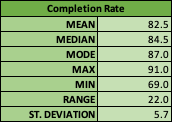 Completion Rate
MEAN 82.5
MEDIAN 84.5
MODE 87.0
MAX 91.0
MIN 69.0
RANGE 22.0
ST. DEVIATION 5.7